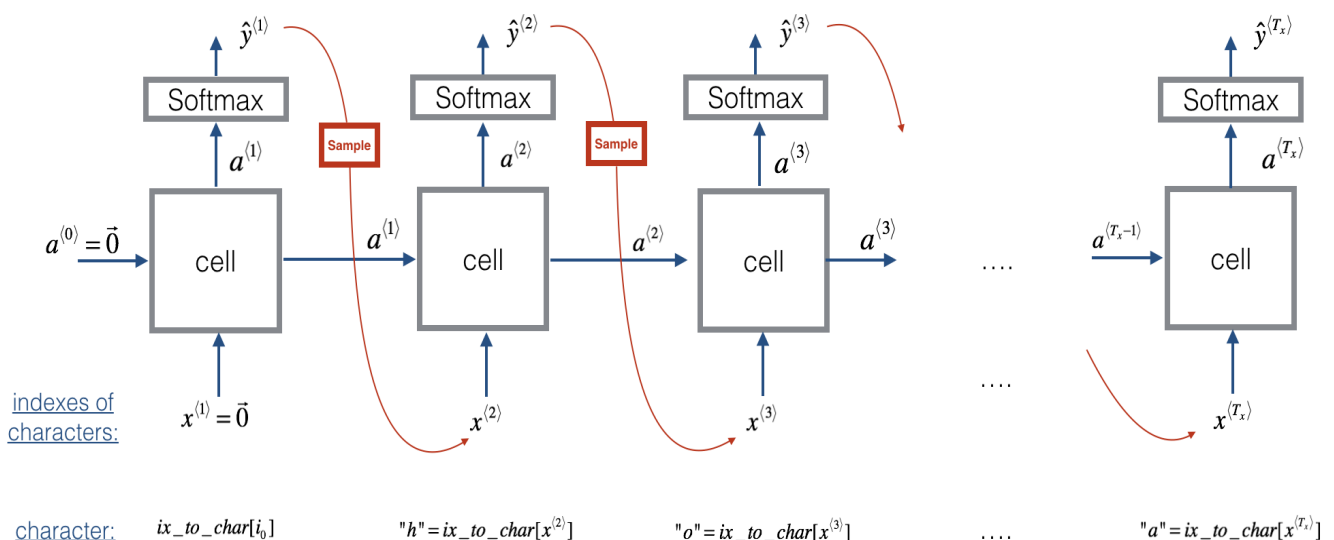 ŷ⟨1⟩ ŷ⟨2⟩ ŷ⟨3⟩ ŷ⟨Tₓ⟩
Softmax Softmax Softmax Softmax
Sample Sample
a⟨1⟩ a⟨2⟩ a⟨3⟩ a⟨Tₓ⟩
a⟨0⟩ = 0⃗ a⟨1⟩ a⟨2⟩ a⟨3⟩ a⟨Tₓ−1⟩
cell cell cell .... cell
....
indexes of
characters:
x⟨1⟩ = 0⃗ x⟨2⟩ x⟨3⟩ x⟨Tₓ⟩
character: ix_to_char[i₀] "h" = ix_to_char[x⟨2⟩] "o" = ix_to_char[x⟨3⟩] .... "a" = ix_to_char[x⟨Tₓ⟩]